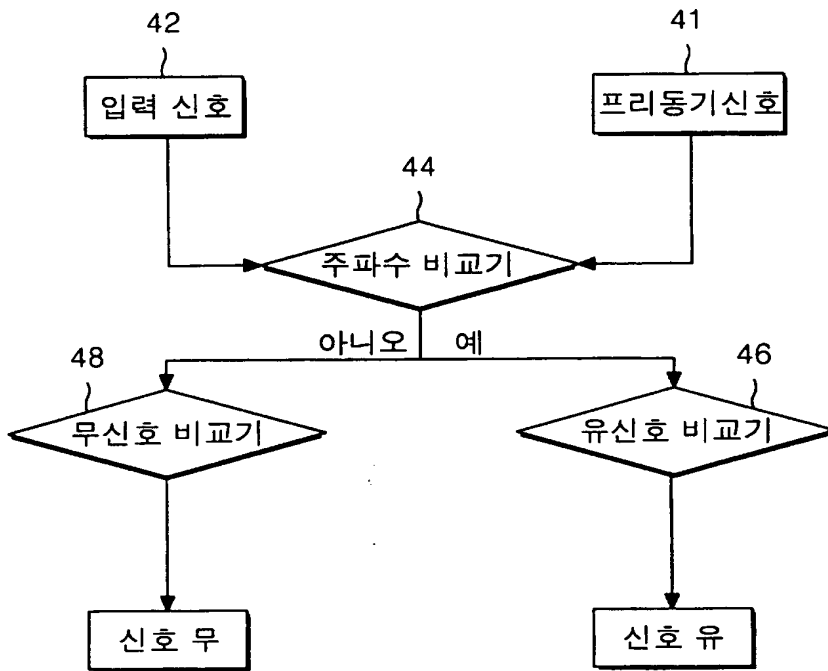 42
41
입력 신호
프리동기신호
44
주파수 비교기
아니오
예
48
46
무신호 비교기
유신호 비교기
신호 무
신호 유